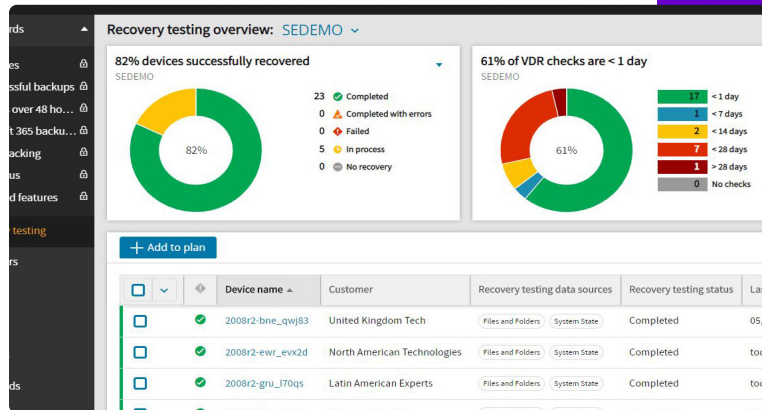 rds
Recovery testing overview: SEDEMO
es
ssful backups
over 48 ho...
t 365 backu...
acking
us
d features
testing
rs
ds
82% devices successfully recovered
SEDEMO
82%
23 Completed
0 Completed with errors
0 Failed
5 In process
0 No recovery
61% of VDR checks are < 1 day
SEDEMO
61%
17 < 1 day
1 < 7 days
2 < 14 days
7 < 28 days
1 > 28 days
0 No checks
+ Add to plan
Device name Customer Recovery testing data sources Recovery testing status Las
2008r2-bne_qwj83 United Kingdom Tech Files and Folders System State Completed 05,
2008r2-ewr_evx2d North American Technologies Files and Folders System State Completed too
2008r2-gru_l70qs Latin American Experts Files and Folders System State Completed too